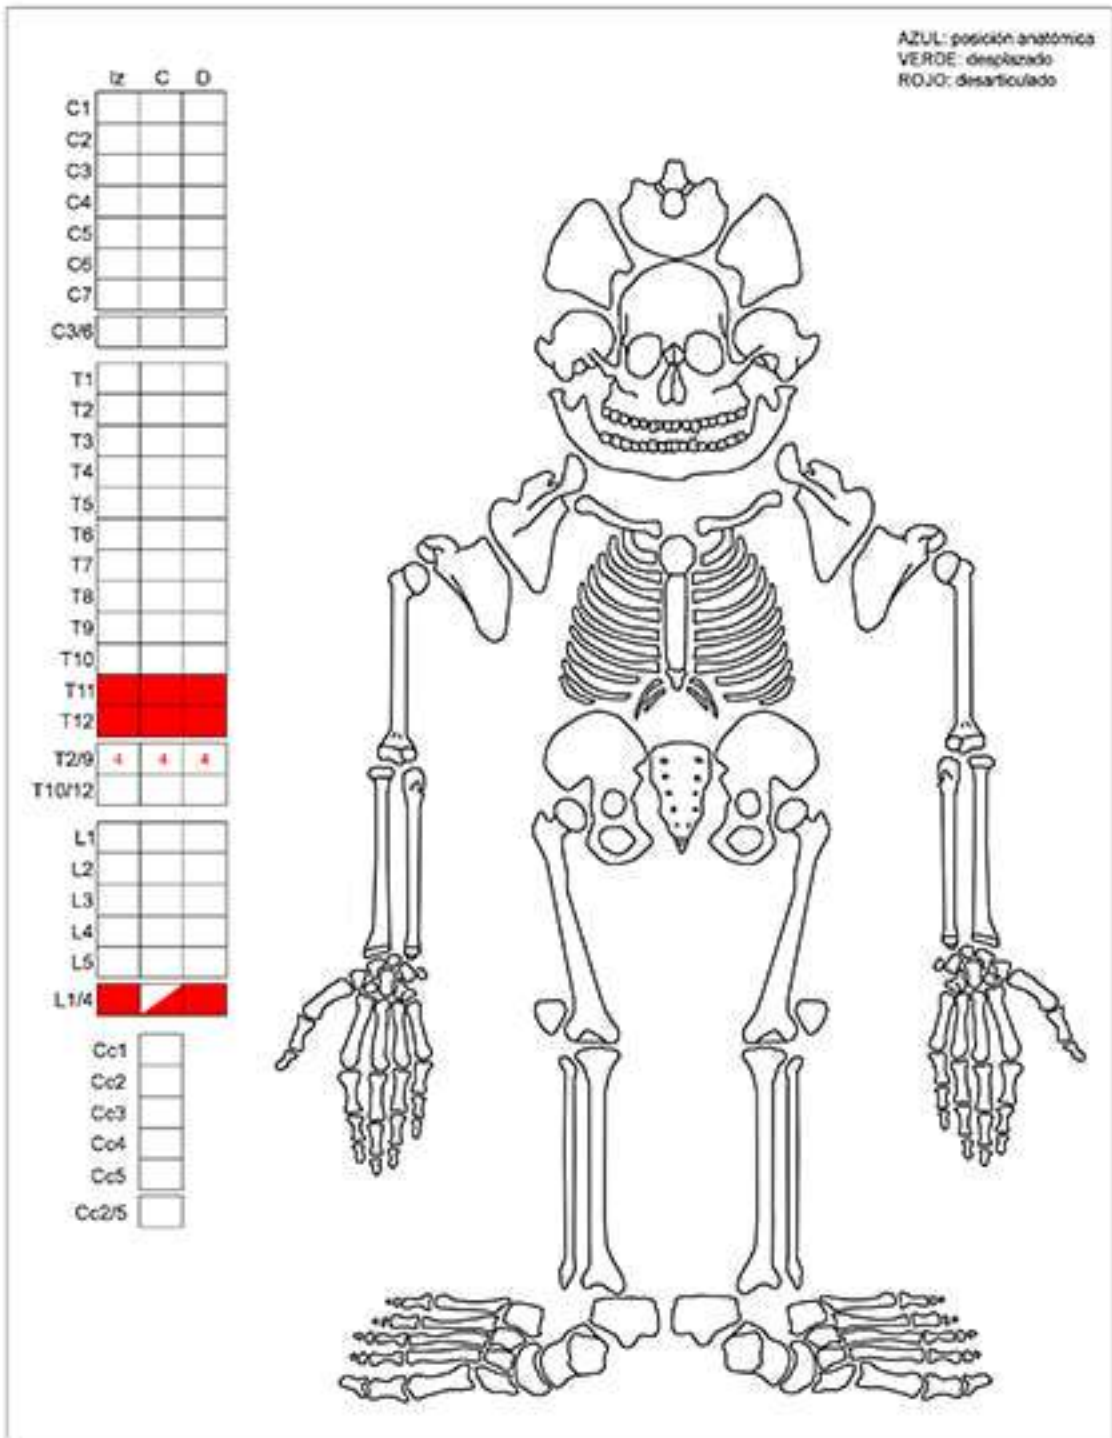 AZUL: posición anatómica
VERDE: desplazado
ROJO: desarticulado
Iz C D
C1
C2
C3
C4
C5
C6
C7
C3/6
T1
T2
T3
T4
T5
T6
T7
T8
T9
T10
T11
T12
T2/9 4 4 4
T10/12
L1
L2
L3
L4
L5
L1/4
Cc1
Cc2
Cc3
Cc4
Cc5
Cc2/5